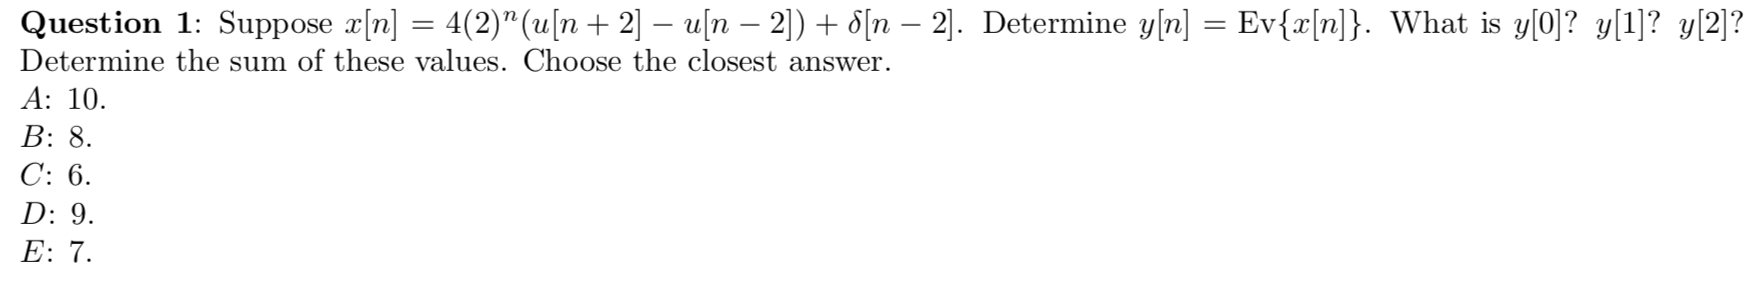 Question 1: Suppose x[n] = 4(2)ⁿ(u[n + 2] − u[n − 2]) + δ[n − 2]. Determine y[n] = Ev{x[n]}. What is y[0]? y[1]? y[2]?
Determine the sum of these values. Choose the closest answer.
A: 10.
B: 8.
C: 6.
D: 9.
E: 7.